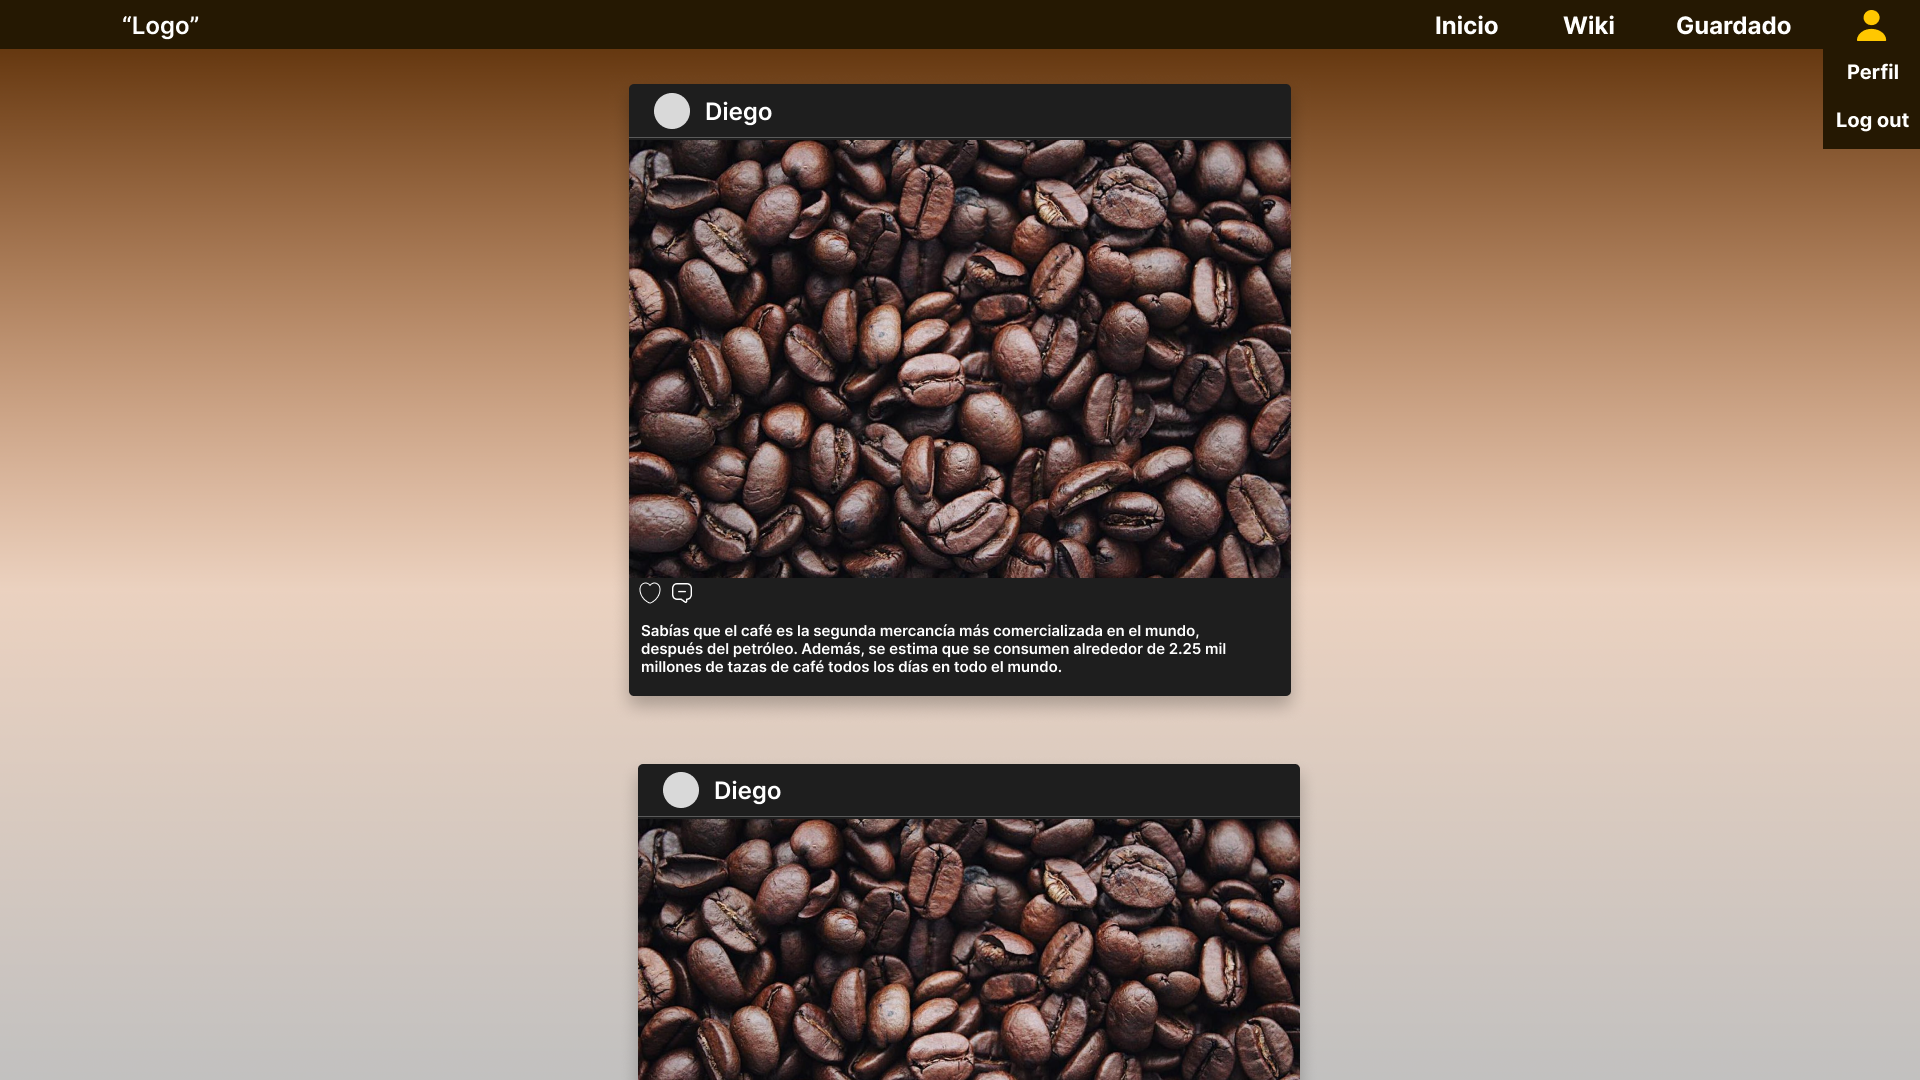 “Logo”
Inicio
Wiki
Guardado
Perfil
Log out
Diego
Sabías que el café es la segunda mercancía más comercializada en el mundo,
después del petróleo. Además, se estima que se consumen alrededor de 2.25 mil
millones de tazas de café todos los días en todo el mundo.
Diego